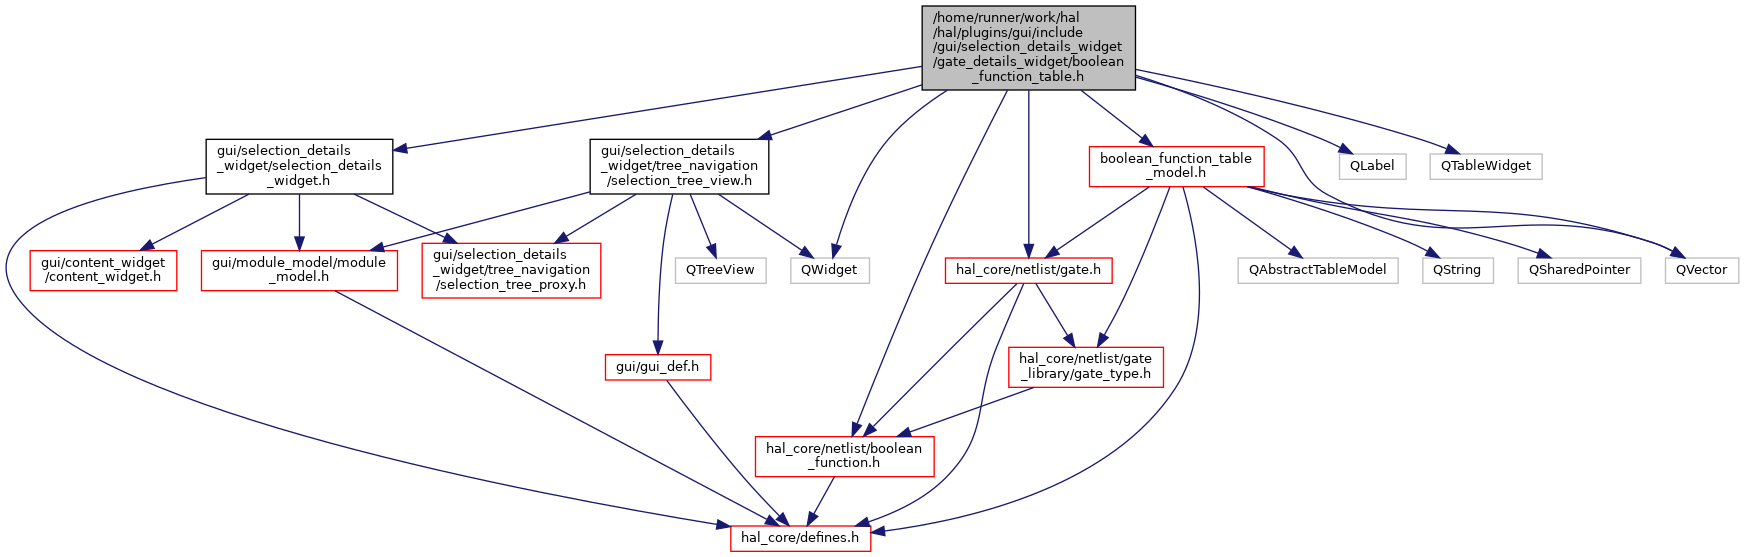 /home/runner/work/hal
/hal/plugins/gui/include
/gui/selection_details_widget
/gate_details_widget/boolean
_function_table.h
gui/selection_details
_widget/selection_details
_widget.h
gui/selection_details
_widget/tree_navigation
/selection_tree_view.h
boolean_function_table
_model.h
QLabel
QTableWidget
gui/content_widget
/content_widget.h
gui/module_model/module
_model.h
gui/selection_details
_widget/tree_navigation
/selection_tree_proxy.h
QTreeView
QWidget
hal_core/netlist/gate.h
QAbstractTableModel
QString
QSharedPointer
QVector
gui/gui_def.h
hal_core/netlist/gate
_library/gate_type.h
hal_core/netlist/boolean
_function.h
hal_core/defines.h